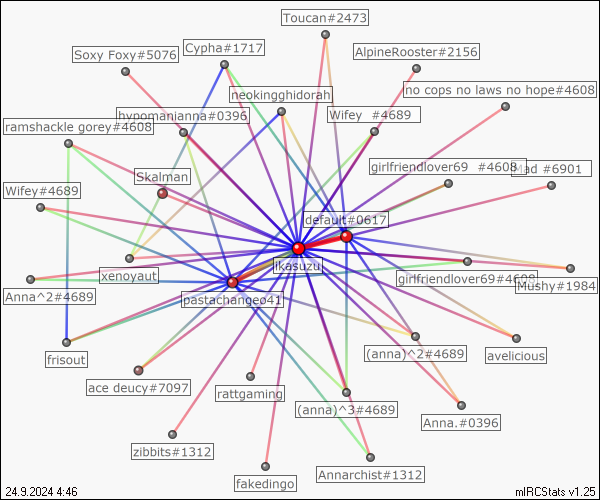 Toucan#2473
Cypha#1717
AlpineRooster#2156
Soxy Foxy#5076
no cops no laws no hope#4608
neokingghidorah
hypomanianna#0396
Wifey #4689
ramshackle gorey#4608
girlfriendlover69 #4608
Mad #6901
Skalman
Wifey#4689
default#0617
ikasuzu
xenoyaut
girlfriendlover69#4608
Mushy#1984
Anna^2#4689
pastachangeo41
frisout
(anna)^2#4689
avelicious
ace deucy#7097
rattgaming
(anna)^3#4689
Anna.#0396
zibbits#1312
Annarchist#1312
fakedingo
24.9.2024 4:46
mIRCStats v1.25